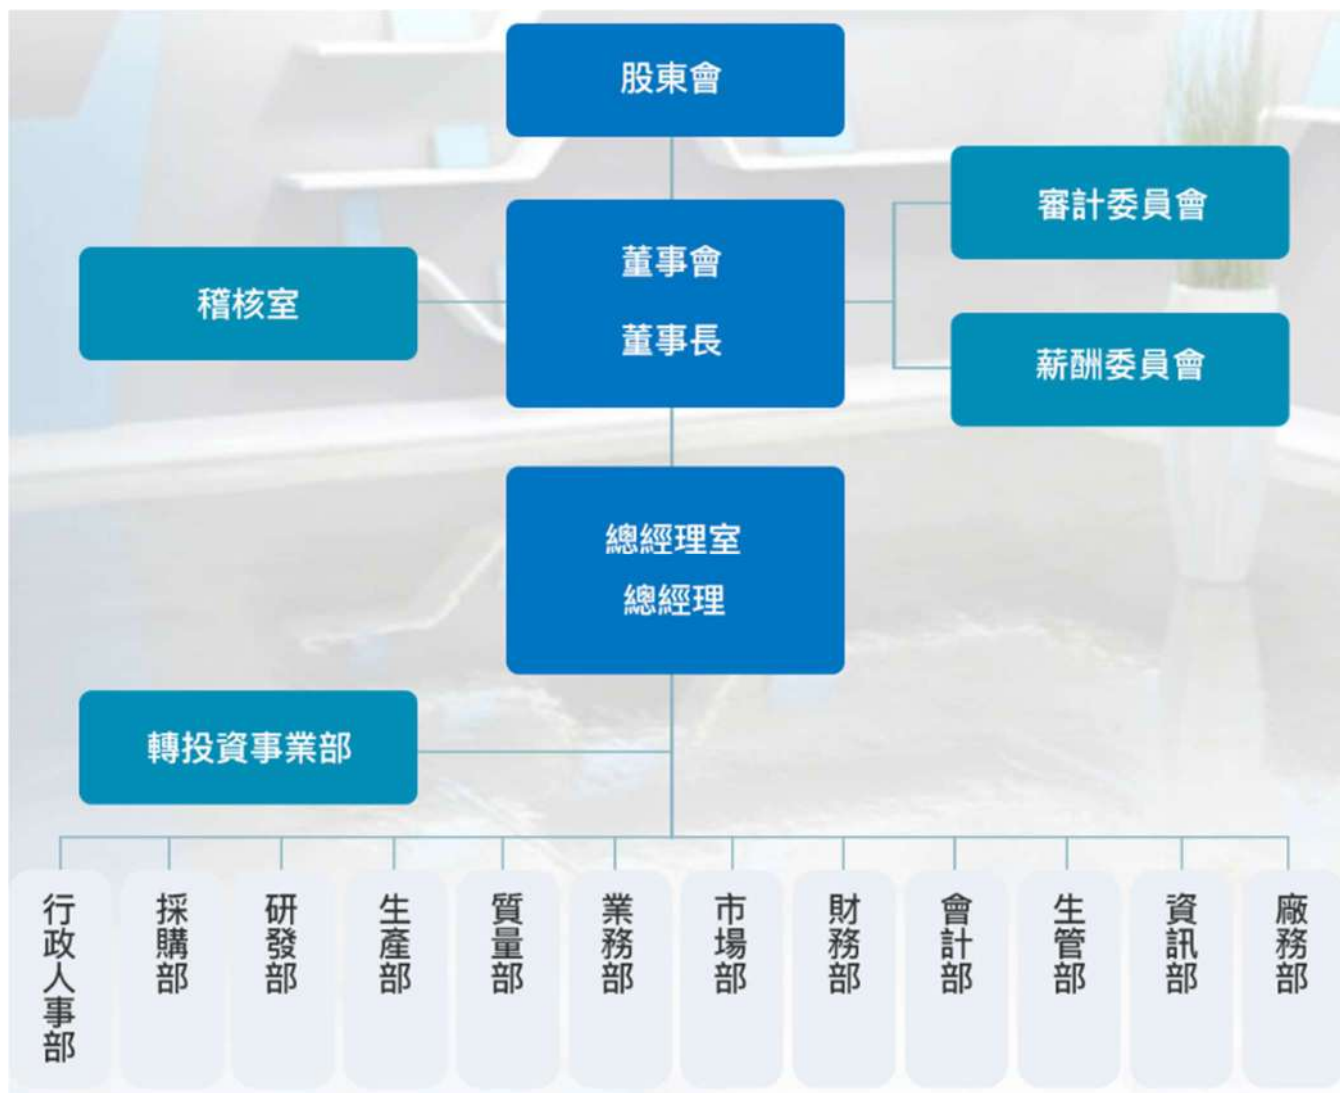 股東會
審計委員會
董事會
董事長
稽核室
薪酬委員會
總經理室
總經理
轉投資事業部
行政人事部
採購部
研發部
生產部
質量部
業務部
市場部
財務部
會計部
生管部
資訊部
廠務部